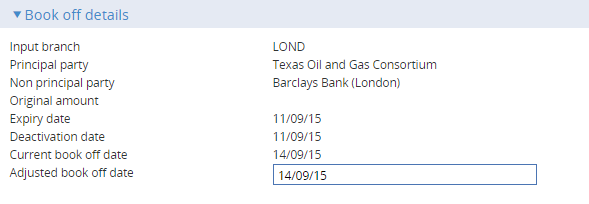 Book off details
Input branch LOND
Principal party Texas Oil and Gas Consortium
Non principal party Barclays Bank (London)
Original amount
Expiry date 11/09/15
Deactivation date 11/09/15
Current book off date 14/09/15
Adjusted book off date 14/09/15